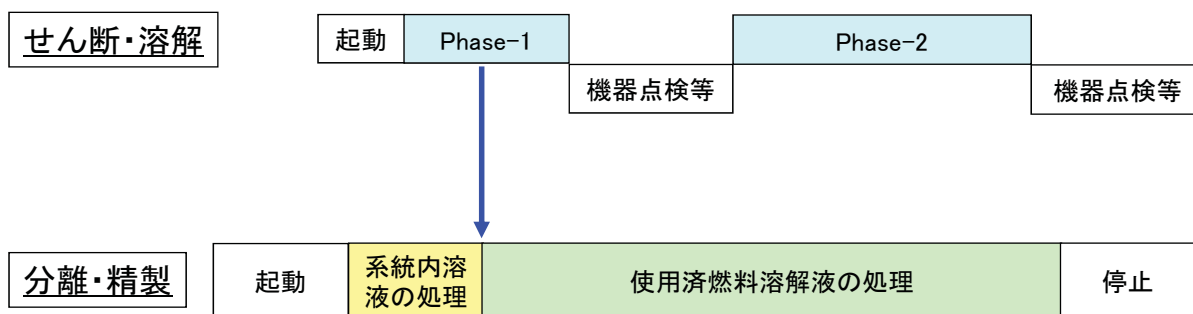 せん断・溶解
起動
Phase-1
Phase-2
機器点検等
機器点検等
分離・精製
起動
系統内溶
液の処理
使用済燃料溶解液の処理
停止